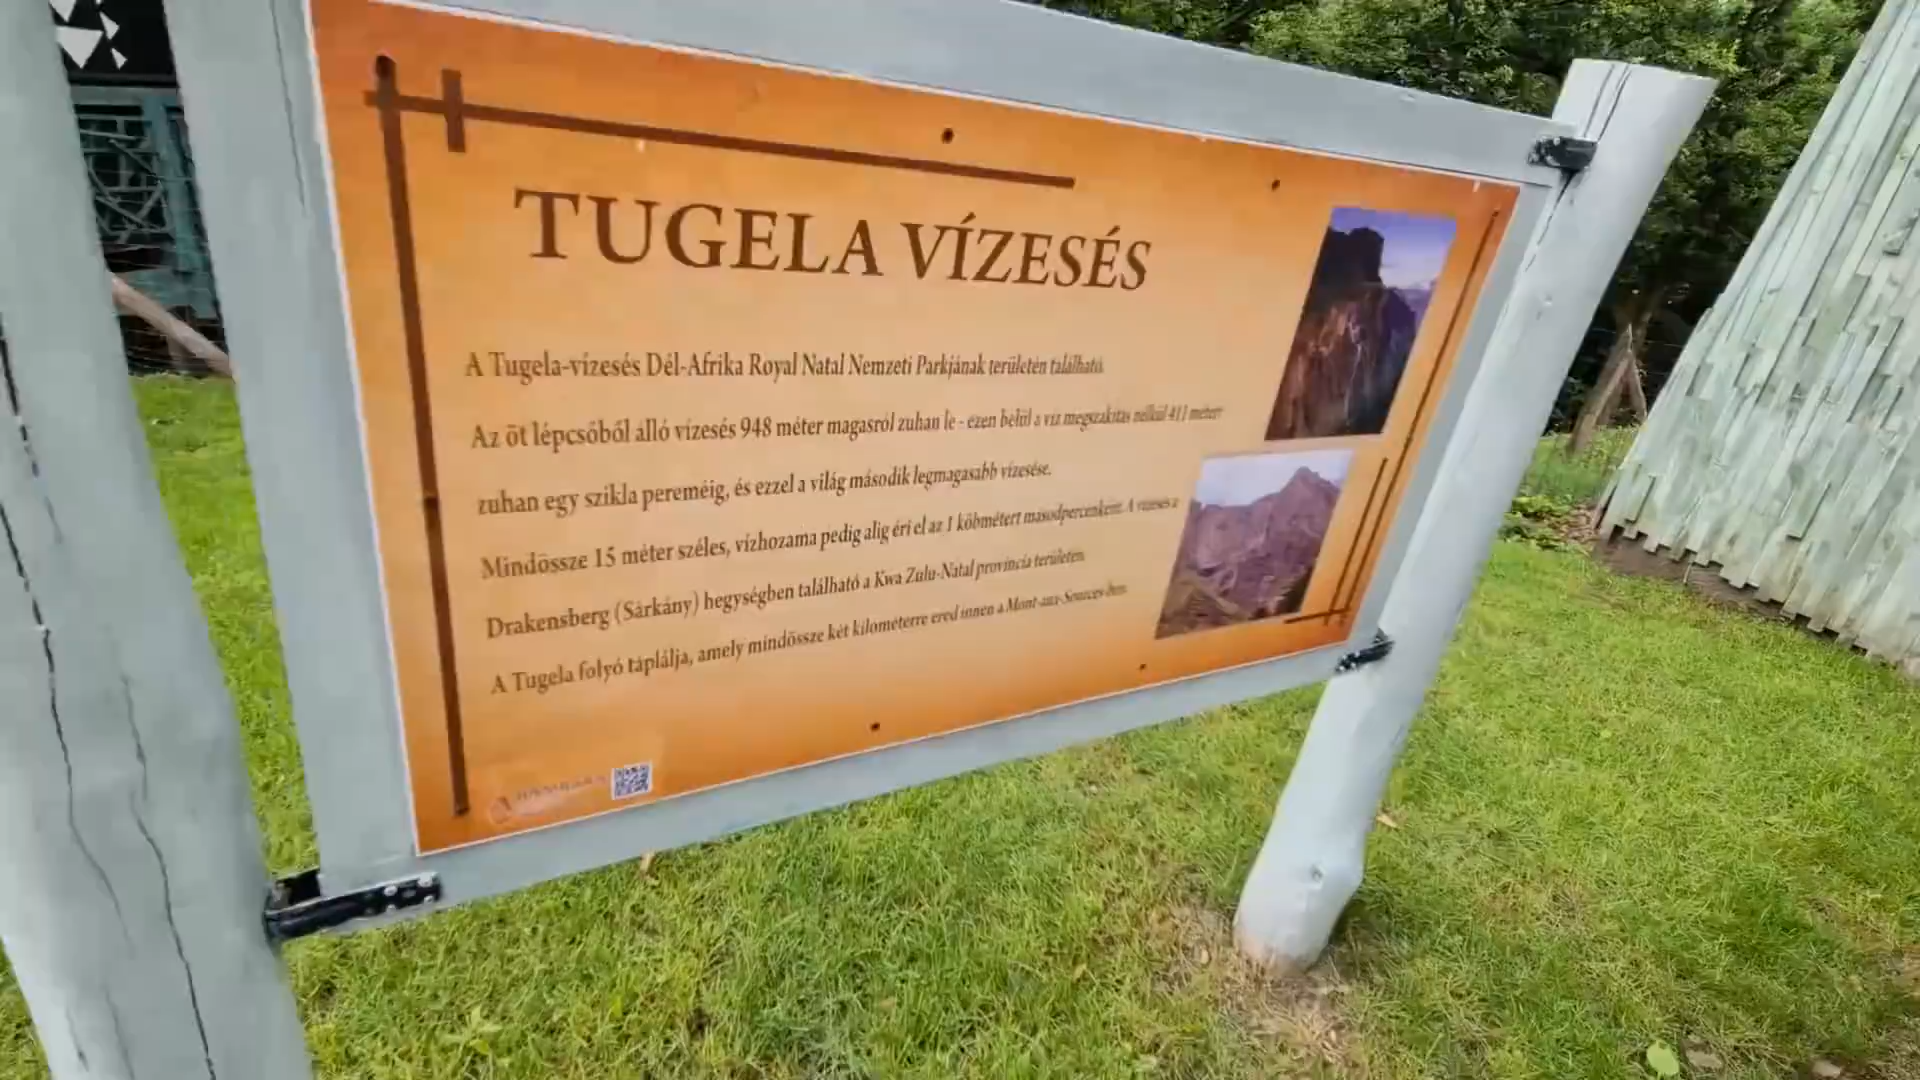 TUGELA VÍZESÉS
A Tugela-vízesés Dél-Afrika Royal Natal Nemzeti Parkjának területén található.
Az öt lépcsőből álló vízesés 948 méter magasról zuhan le - ezen belül a víz megszakítás nélkül 411 métert
zuhan egy szikla pereméig, és ezzel a világ második legmagasabb vízesése.
Mindössze 15 méter széles, vízhozama pedig alig éri el az 1 köbmétert másodpercenként. A vízesés a
Drakensberg (Sárkány) hegységben található a Kwa Zulu-Natal provincia területén.
A Tugela folyó táplálja, amely mindössze két kilométerre ered innen a Mont-aux-Sources-ben.